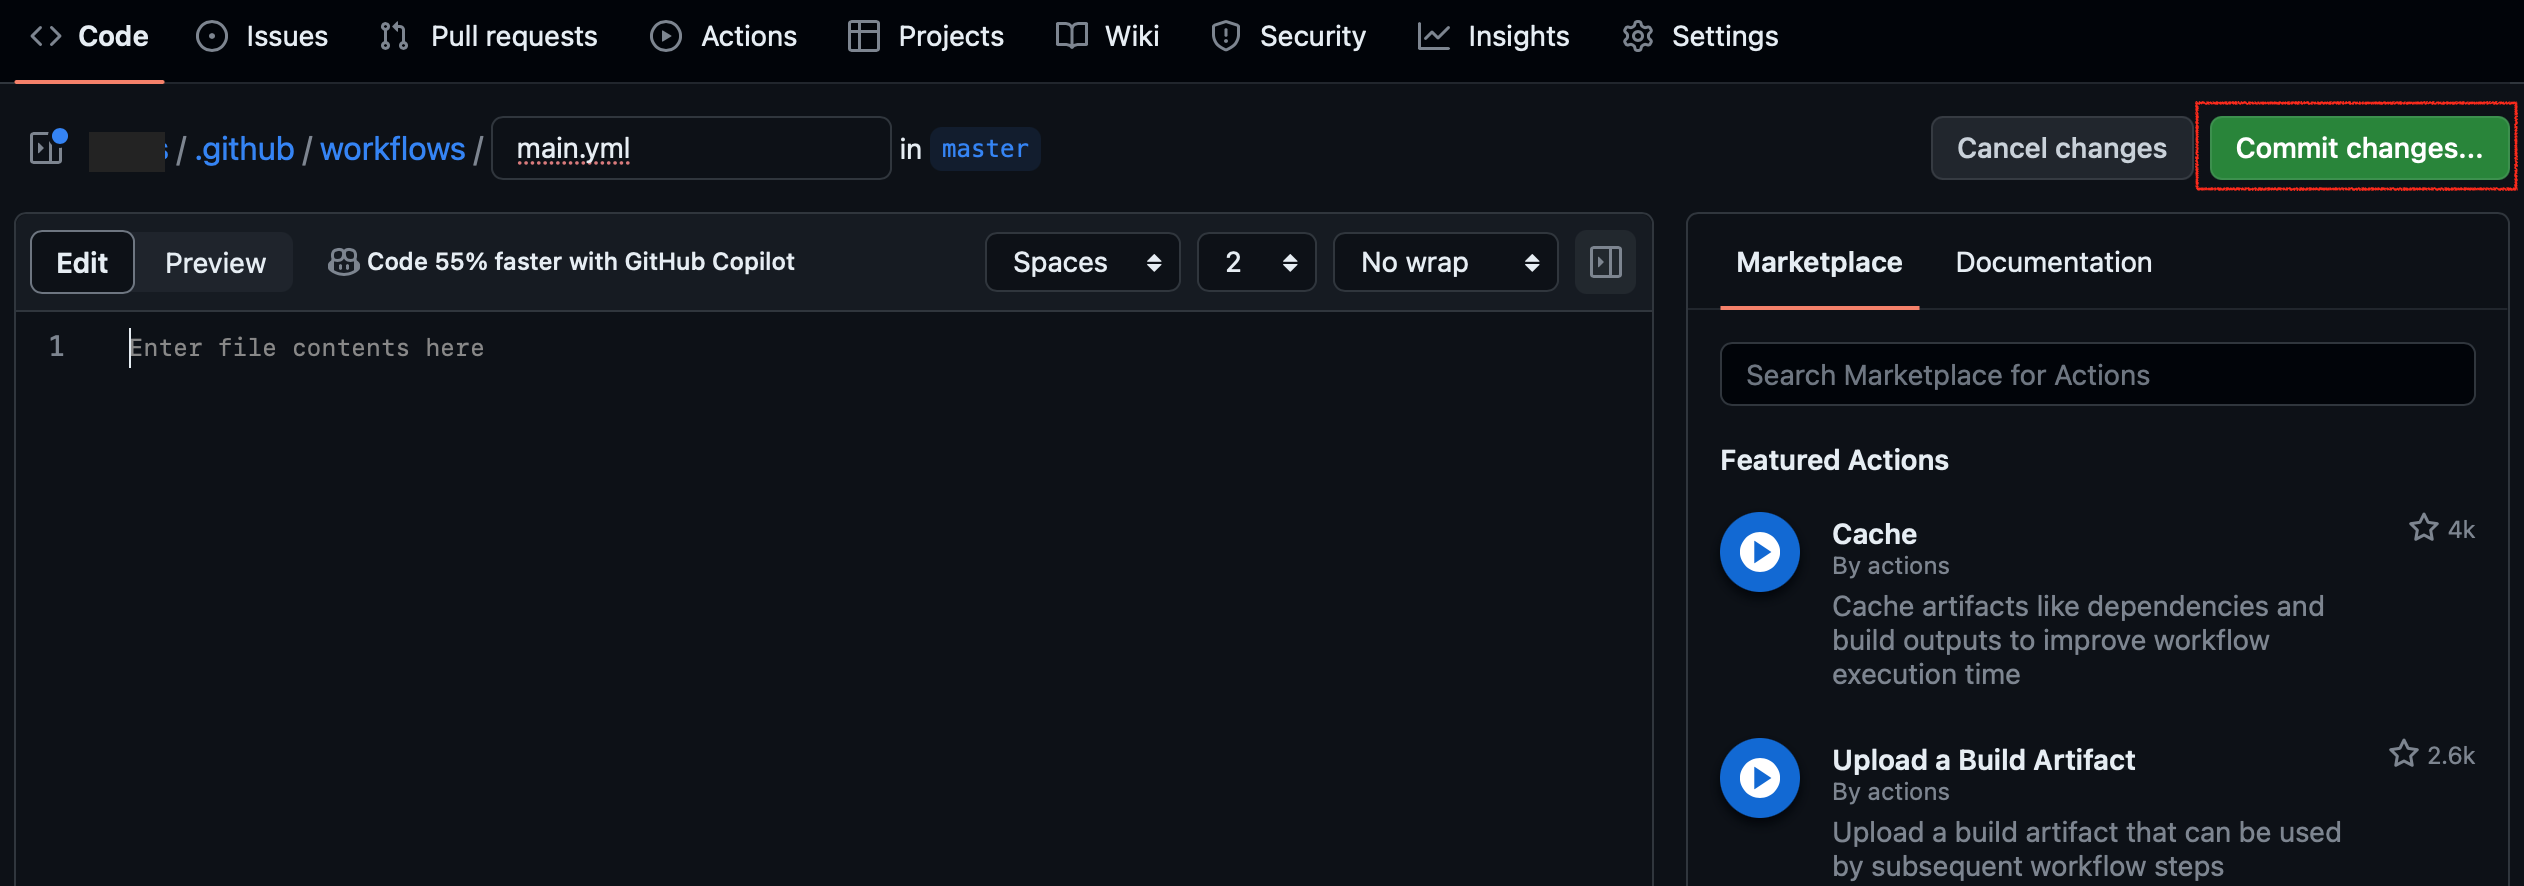 Code Issues Pull requests Actions Projects Wiki Security Insights Settings
/ .github / workflows / main.yml in master Cancel changes Commit changes...
Edit Preview Code 55% faster with GitHub Copilot Spaces 2 No wrap
1 Enter file contents here
Marketplace Documentation
Search Marketplace for Actions
Featured Actions
Cache 4k
By actions
Cache artifacts like dependencies and
build outputs to improve workflow
execution time
Upload a Build Artifact 2.6k
By actions
Upload a build artifact that can be used
by subsequent workflow steps